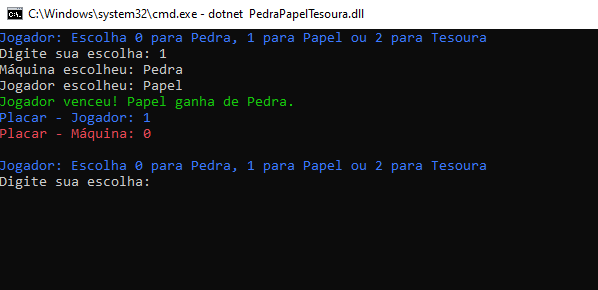 C:\Windows\system32\cmd.exe - dotnet PedraPapelTesoura.dll
Jogador: Escolha 0 para Pedra, 1 para Papel ou 2 para Tesoura
Digite sua escolha: 1
Máquina escolheu: Pedra
Jogador escolheu: Papel
Jogador venceu! Papel ganha de Pedra.
Placar - Jogador: 1
Placar - Máquina: 0
Jogador: Escolha 0 para Pedra, 1 para Papel ou 2 para Tesoura
Digite sua escolha: